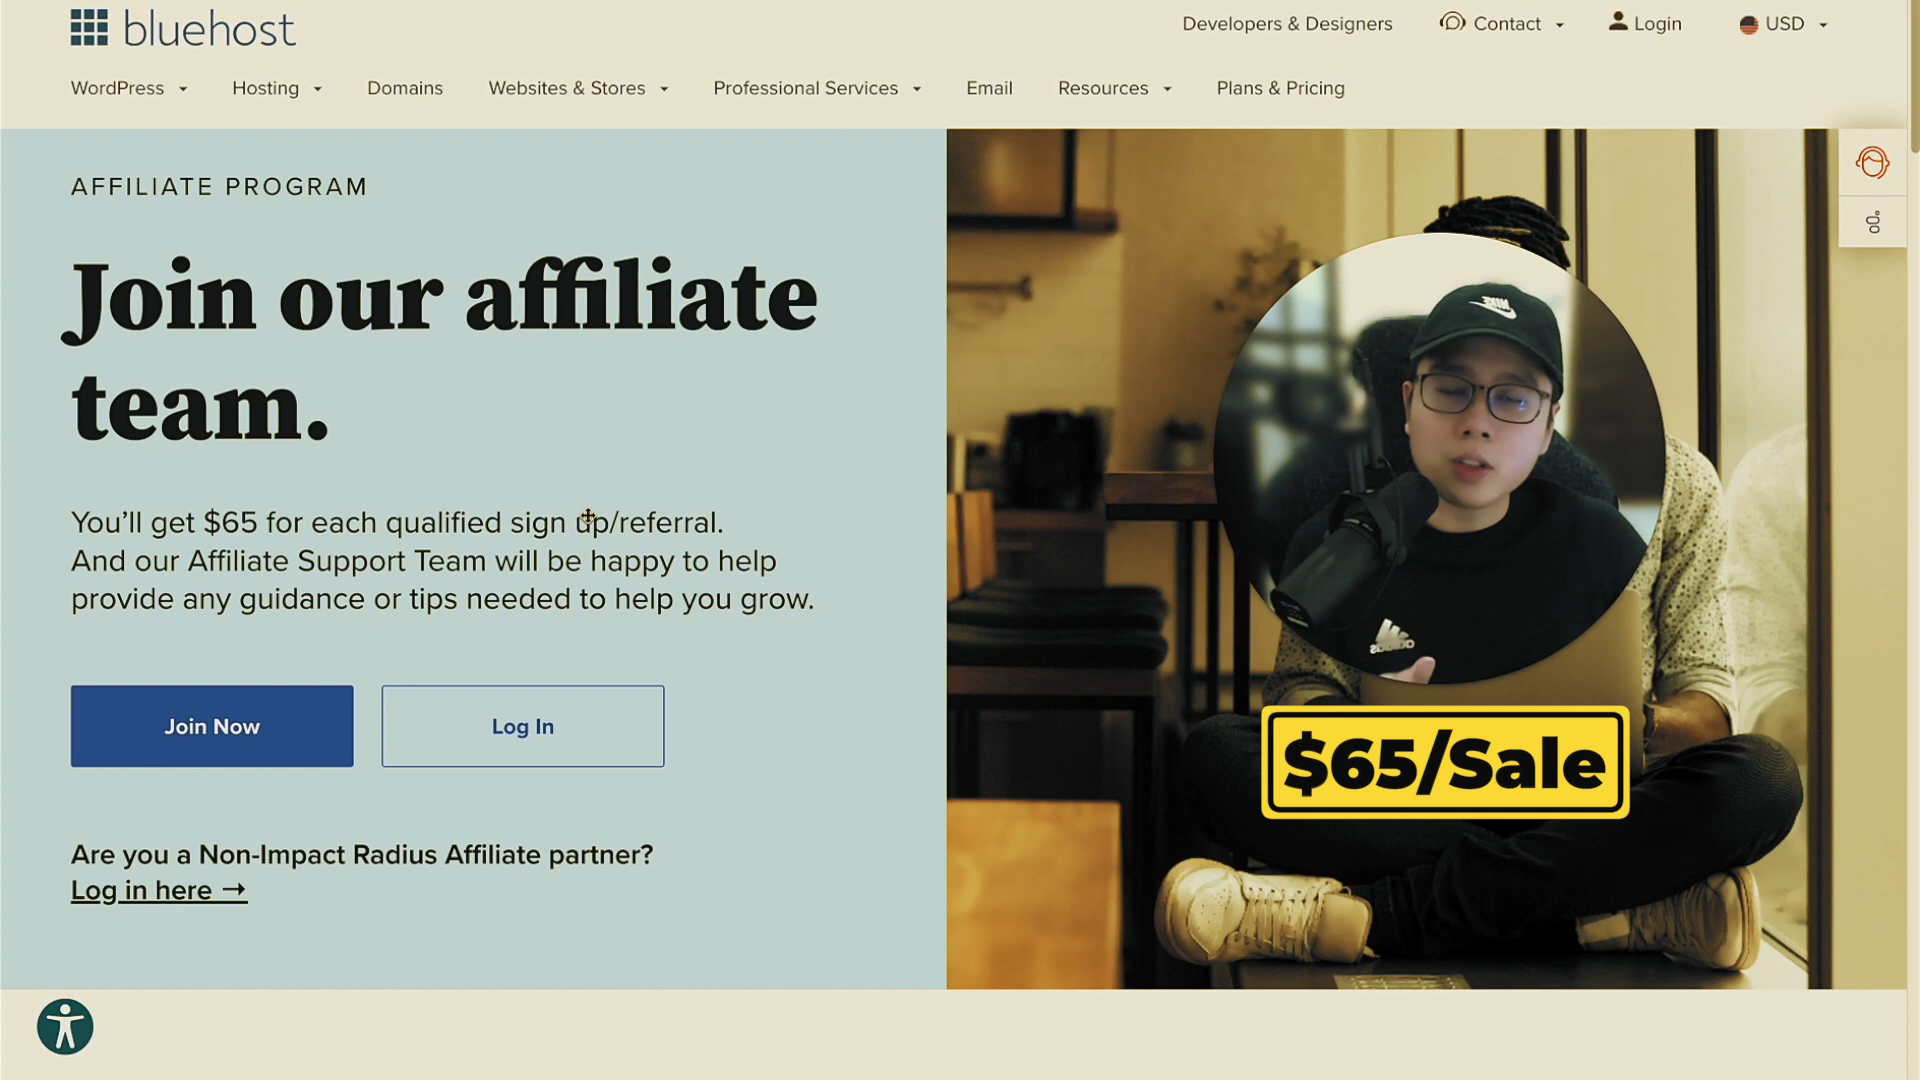 bluehost
Developers & Designers
Contact
Login
USD
WordPress
Hosting
Domains
Websites & Stores
Professional Services
Email
Resources
Plans & Pricing
AFFILIATE PROGRAM
Join our affiliate
team.
You’ll get $65 for each qualified sign up/referral.
And our Affiliate Support Team will be happy to help
provide any guidance or tips needed to help you grow.
Join Now
Log In
Are you a Non-Impact Radius Affiliate partner?
Log in here →
NIKE
adidas
$65/Sale